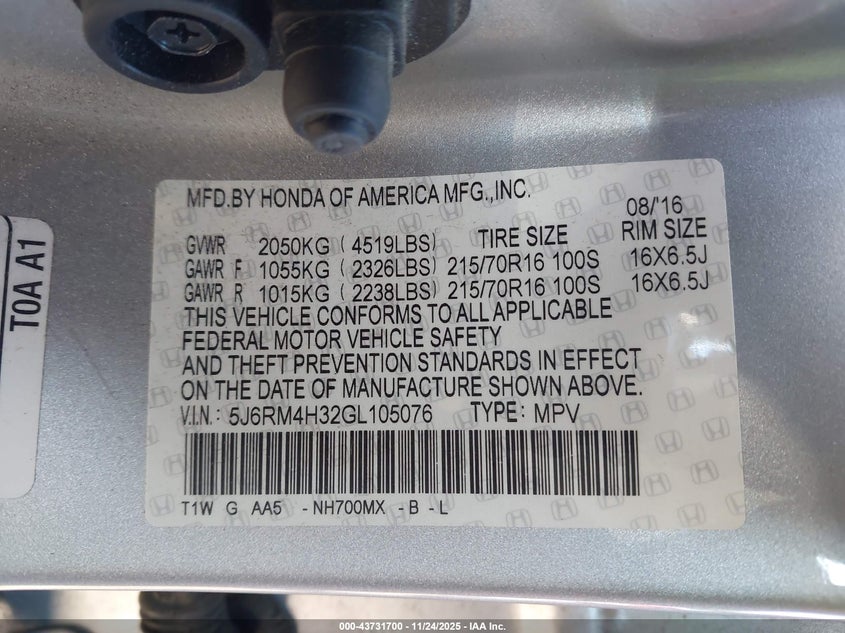 MFD.BY HONDA OF AMERICA MFG.,INC.
08/'16
GVWR 2050KG ( 4519LBS) TIRE SIZE RIM SIZE
GAWR F 1055KG ( 2326LBS) 215/70R16 100S 16X6.5J
GAWR R 1015KG ( 2238LBS) 215/70R16 100S 16X6.5J
THIS VEHICLE CONFORMS TO ALL APPLICABLE
FEDERAL MOTOR VEHICLE SAFETY
AND THEFT PREVENTION STANDARDS IN EFFECT
ON THE DATE OF MANUFACTURE SHOWN ABOVE.
V.I.N.: 5J6RM4H32GL105076 TYPE: MPV
T1W G AA5 -NH700MX -B -L
T0A A1
000-43731700 - 11/24/2025 - IAA Inc.